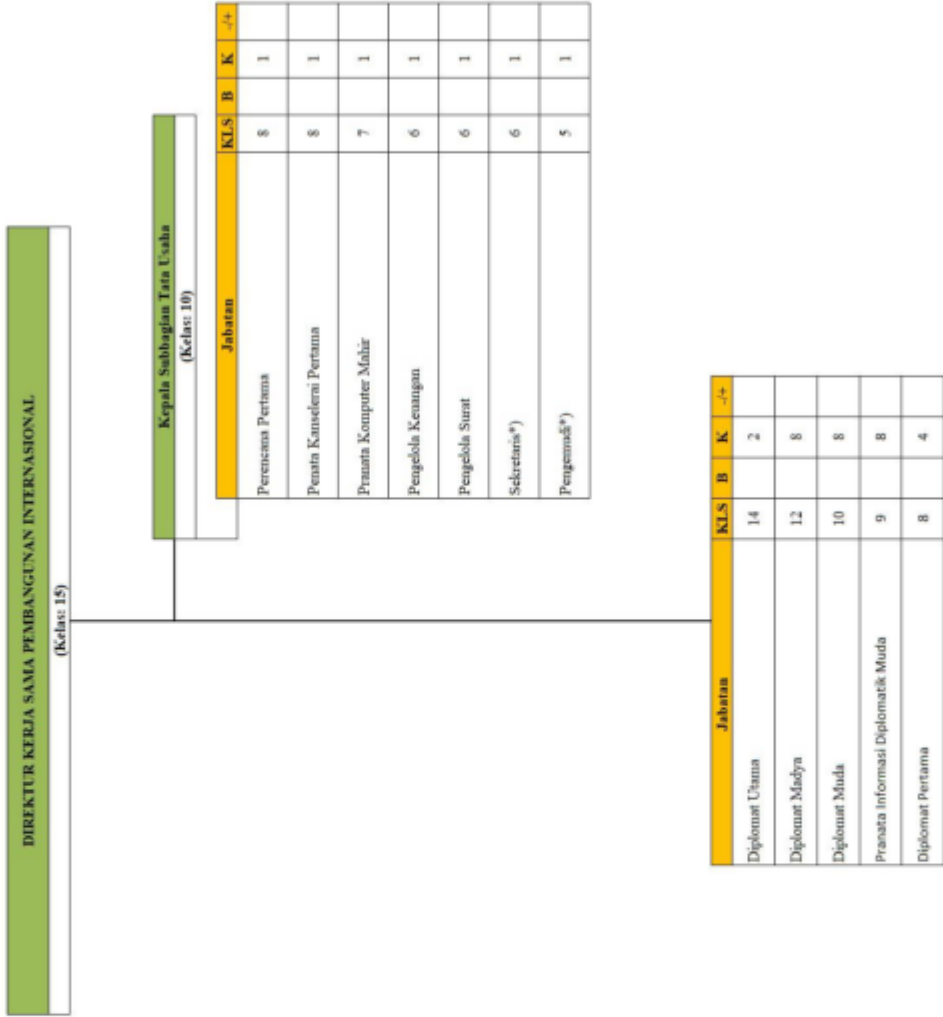 DIREKTUR KERJA SAMA PEMBANGUNAN INTERNASIONAL
(Kelas: 15)
Kepala Subbagian Tata Usaha
(Kelas: 10)
Jabatan KLS B K -/+
Perencana Pertama 8 1
Penata Kanselerai Pertama 8 1
Pranata Komputer Mahir 7 1
Pengelola Keuangan 6 1
Pengelola Surat 6 1
Sekretaris*) 6 1
Pengemudi*) 5 1
Jabatan KLS B K -/+
Diplomat Utama 14 2
Diplomat Madya 12 8
Diplomat Muda 10 8
Pranata Informasi Diplomatik Muda 9 8
Diplomat Pertama 8 4